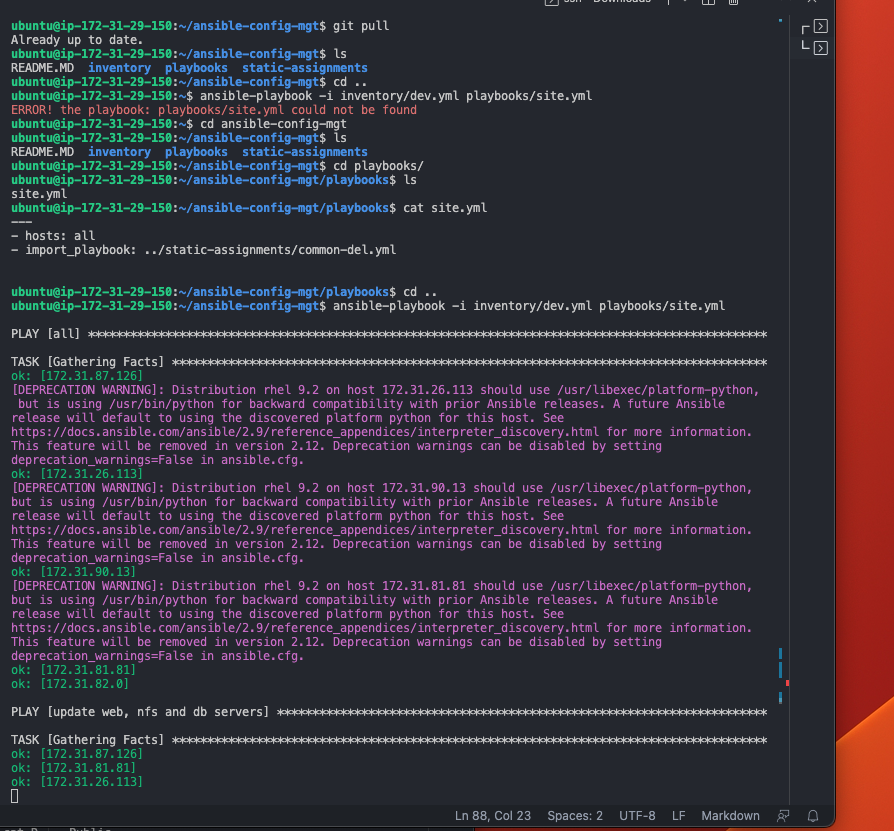 ssh - Downloads
ubuntu@ip-172-31-29-150:~/ansible-config-mgt$ git pull
Already up to date.
ubuntu@ip-172-31-29-150:~/ansible-config-mgt$ ls
README.MD  inventory  playbooks  static-assignments
ubuntu@ip-172-31-29-150:~/ansible-config-mgt$ cd ..
ubuntu@ip-172-31-29-150:~$ ansible-playbook -i inventory/dev.yml playbooks/site.yml
ERROR! the playbook: playbooks/site.yml could not be found
ubuntu@ip-172-31-29-150:~$ cd ansible-config-mgt
ubuntu@ip-172-31-29-150:~/ansible-config-mgt$ ls
README.MD  inventory  playbooks  static-assignments
ubuntu@ip-172-31-29-150:~/ansible-config-mgt$ cd playbooks/
ubuntu@ip-172-31-29-150:~/ansible-config-mgt/playbooks$ ls
site.yml
ubuntu@ip-172-31-29-150:~/ansible-config-mgt/playbooks$ cat site.yml
---
- hosts: all
- import_playbook: ../static-assignments/common-del.yml
ubuntu@ip-172-31-29-150:~/ansible-config-mgt/playbooks$ cd ..
ubuntu@ip-172-31-29-150:~/ansible-config-mgt$ ansible-playbook -i inventory/dev.yml playbooks/site.yml
PLAY [all] *************************************************************************************************
TASK [Gathering Facts] *************************************************************************************
ok: [172.31.87.126]
[DEPRECATION WARNING]: Distribution rhel 9.2 on host 172.31.26.113 should use /usr/libexec/platform-python,
but is using /usr/bin/python for backward compatibility with prior Ansible releases. A future Ansible
release will default to using the discovered platform python for this host. See
https://docs.ansible.com/ansible/2.9/reference_appendices/interpreter_discovery.html for more information.
This feature will be removed in version 2.12. Deprecation warnings can be disabled by setting
deprecation_warnings=False in ansible.cfg.
ok: [172.31.26.113]
[DEPRECATION WARNING]: Distribution rhel 9.2 on host 172.31.90.13 should use /usr/libexec/platform-python,
but is using /usr/bin/python for backward compatibility with prior Ansible releases. A future Ansible
release will default to using the discovered platform python for this host. See
https://docs.ansible.com/ansible/2.9/reference_appendices/interpreter_discovery.html for more information.
This feature will be removed in version 2.12. Deprecation warnings can be disabled by setting
deprecation_warnings=False in ansible.cfg.
ok: [172.31.90.13]
[DEPRECATION WARNING]: Distribution rhel 9.2 on host 172.31.81.81 should use /usr/libexec/platform-python,
but is using /usr/bin/python for backward compatibility with prior Ansible releases. A future Ansible
release will default to using the discovered platform python for this host. See
https://docs.ansible.com/ansible/2.9/reference_appendices/interpreter_discovery.html for more information.
This feature will be removed in version 2.12. Deprecation warnings can be disabled by setting
deprecation_warnings=False in ansible.cfg.
ok: [172.31.81.81]
ok: [172.31.82.0]
PLAY [update web, nfs and db servers] **********************************************************************
TASK [Gathering Facts] *************************************************************************************
ok: [172.31.87.126]
ok: [172.31.81.81]
ok: [172.31.26.113]
Ln 88, Col 23  Spaces: 2  UTF-8  LF  Markdown